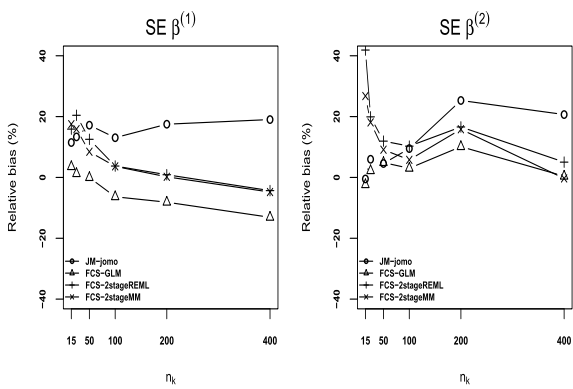 SE β(1)
SE β(2)
Relative bias (%)
40
20
0
−20
−40
JM−jomo
FCS−GLM
FCS−2stageREML
FCS−2stageMM
15 50 100 200 400
nk
Relative bias (%)
40
20
0
−20
−40
JM−jomo
FCS−GLM
FCS−2stageREML
FCS−2stageMM
15 50 100 200 400
nk